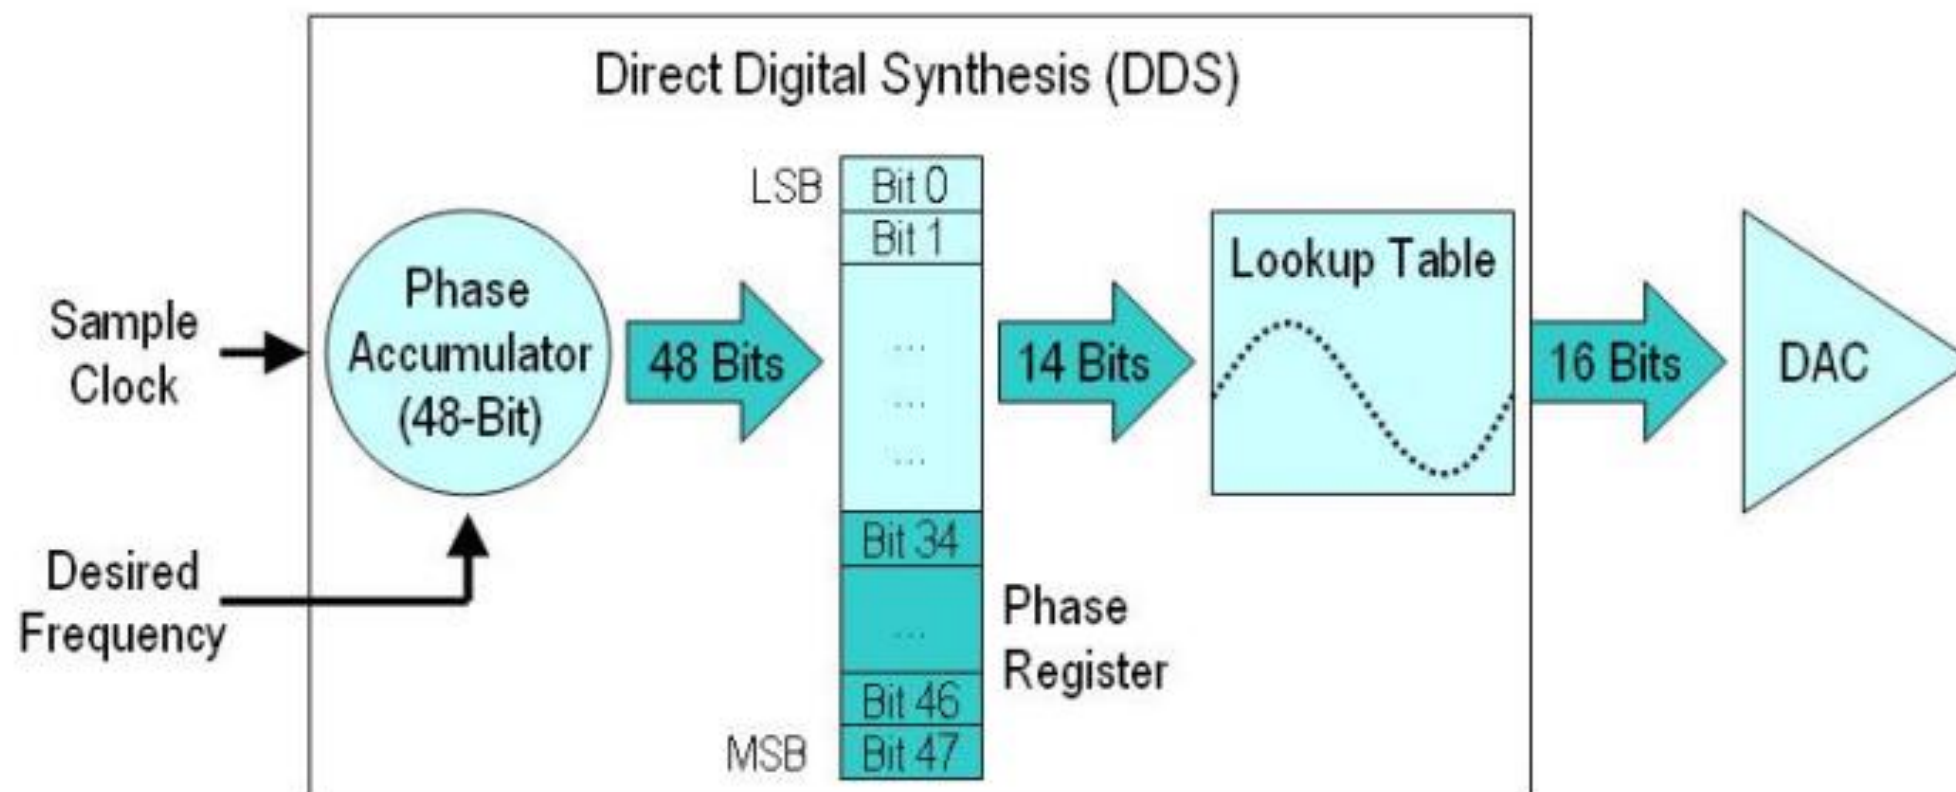 Direct Digital Synthesis (DDS)
Sample
Clock
Desired
Frequency
Phase
Accumulator
(48-Bit)
48 Bits
LSB
Bit 0
Bit 1
...
...
...
Bit 34
...
Bit 46
MSB
Bit 47
Phase
Register
14 Bits
Lookup Table
16 Bits
DAC